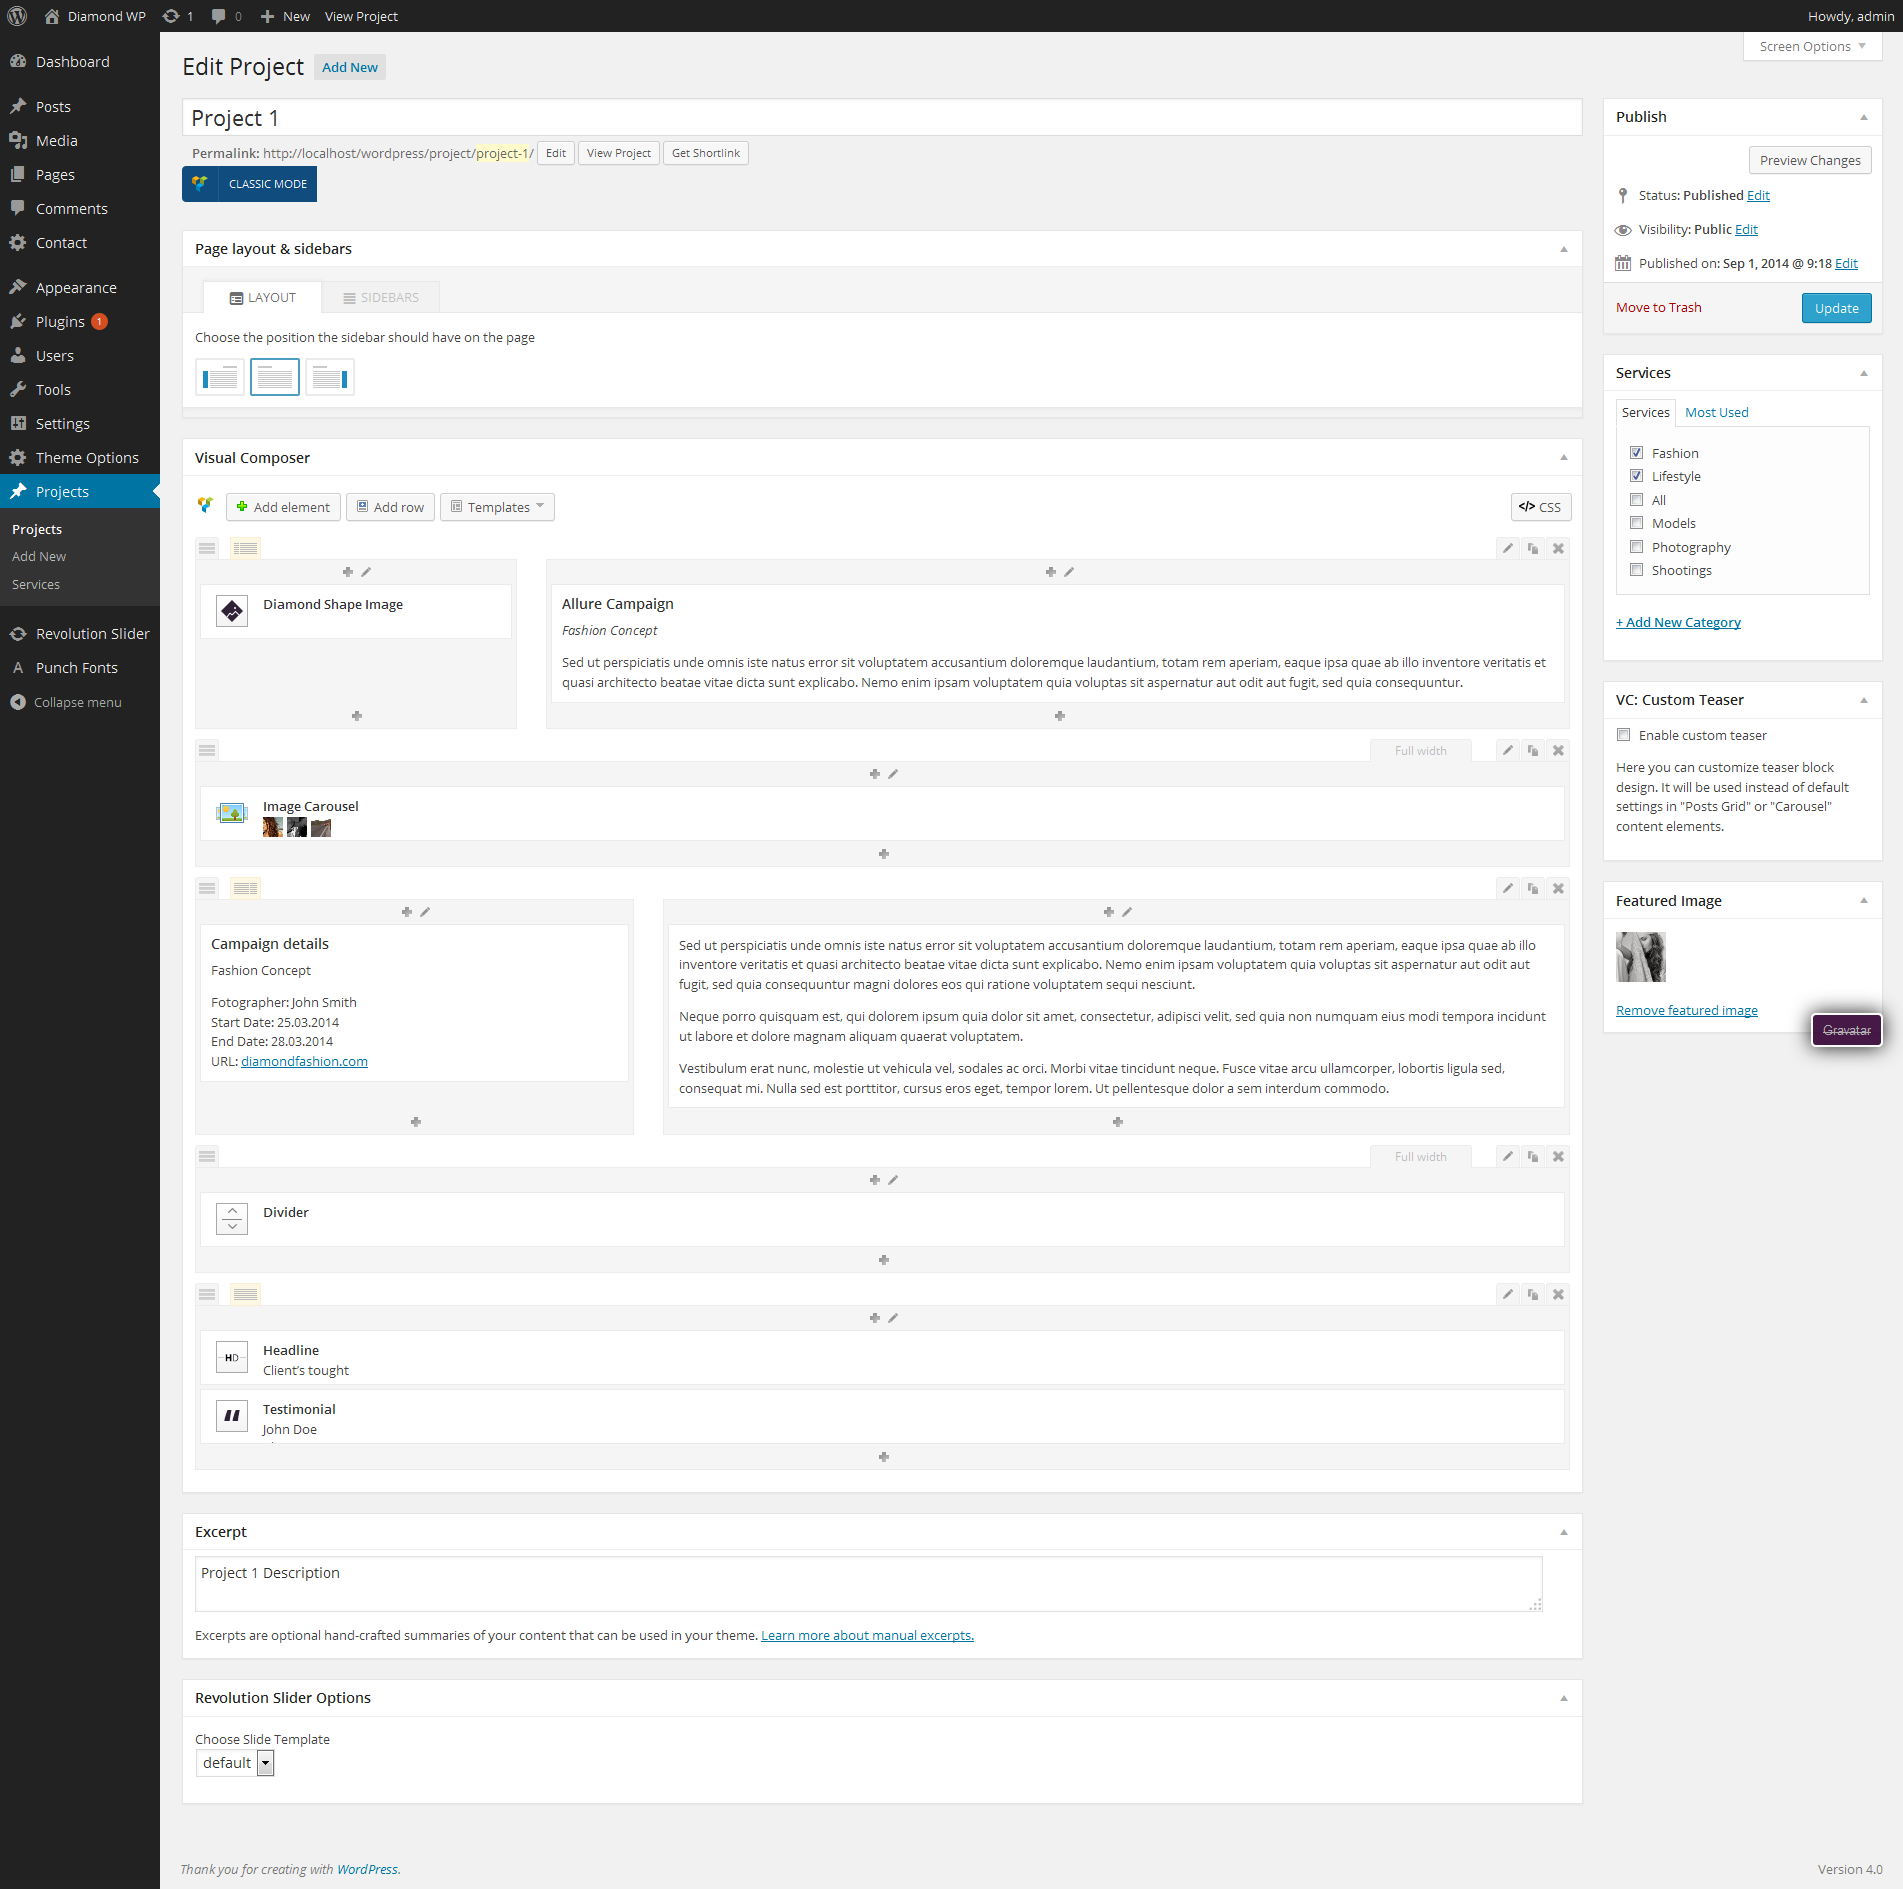 Diamond WP 1 0 New View Project Howdy, admin
Screen Options
Dashboard
Posts
Media
Pages
Comments
Contact
Appearance
Plugins 1
Users
Tools
Settings
Theme Options
Projects
Projects
Add New
Services
Revolution Slider
A Punch Fonts
Collapse menu
Edit Project Add New
Project 1
Permalink: http://localhost/wordpress/project/project-1/ Edit View Project Get Shortlink
CLASSIC MODE
Page layout & sidebars
LAYOUT SIDEBARS
Choose the position the sidebar should have on the page
Visual Composer
Add element Add row Templates </> CSS
Diamond Shape Image
Allure Campaign
Fashion Concept
Sed ut perspiciatis unde omnis iste natus error sit voluptatem accusantium doloremque laudantium, totam rem aperiam, eaque ipsa quae ab illo inventore veritatis et
quasi architecto beatae vitae dicta sunt explicabo. Nemo enim ipsam voluptatem quia voluptas sit aspernatur aut odit aut fugit, sed quia consequuntur.
Full width
Image Carousel
Campaign details
Fashion Concept
Fotographer: John Smith
Start Date: 25.03.2014
End Date: 28.03.2014
URL: diamondfashion.com
Sed ut perspiciatis unde omnis iste natus error sit voluptatem accusantium doloremque laudantium, totam rem aperiam, eaque ipsa quae ab illo
inventore veritatis et quasi architecto beatae vitae dicta sunt explicabo. Nemo enim ipsam voluptatem quia voluptas sit aspernatur aut odit aut
fugit, sed quia consequuntur magni dolores eos qui ratione voluptatem sequi nesciunt.
Neque porro quisquam est, qui dolorem ipsum quia dolor sit amet, consectetur, adipisci velit, sed quia non numquam eius modi tempora incidunt
ut labore et dolore magnam aliquam quaerat voluptatem.
Vestibulum erat nunc, molestie ut vehicula vel, sodales ac orci. Morbi vitae tincidunt neque. Fusce vitae arcu ullamcorper, lobortis ligula sed,
consequat mi. Nulla sed est porttitor, cursus eros eget, tempor lorem. Ut pellentesque dolor a sem interdum commodo.
Full width
Divider
HD Headline
Client's tought
Testimonial
John Doe
Excerpt
Project 1 Description
Excerpts are optional hand-crafted summaries of your content that can be used in your theme. Learn more about manual excerpts.
Revolution Slider Options
Choose Slide Template
default
Publish
Preview Changes
Status: Published Edit
Visibility: Public Edit
Published on: Sep 1, 2014 @ 9:18 Edit
Move to Trash Update
Services
Services Most Used
Fashion
Lifestyle
All
Models
Photography
Shootings
+ Add New Category
VC: Custom Teaser
Enable custom teaser
Here you can customize teaser block
design. It will be used instead of default
settings in "Posts Grid" or "Carousel"
content elements.
Featured Image
Remove featured image
Gravatar
Thank you for creating with WordPress. Version 4.0